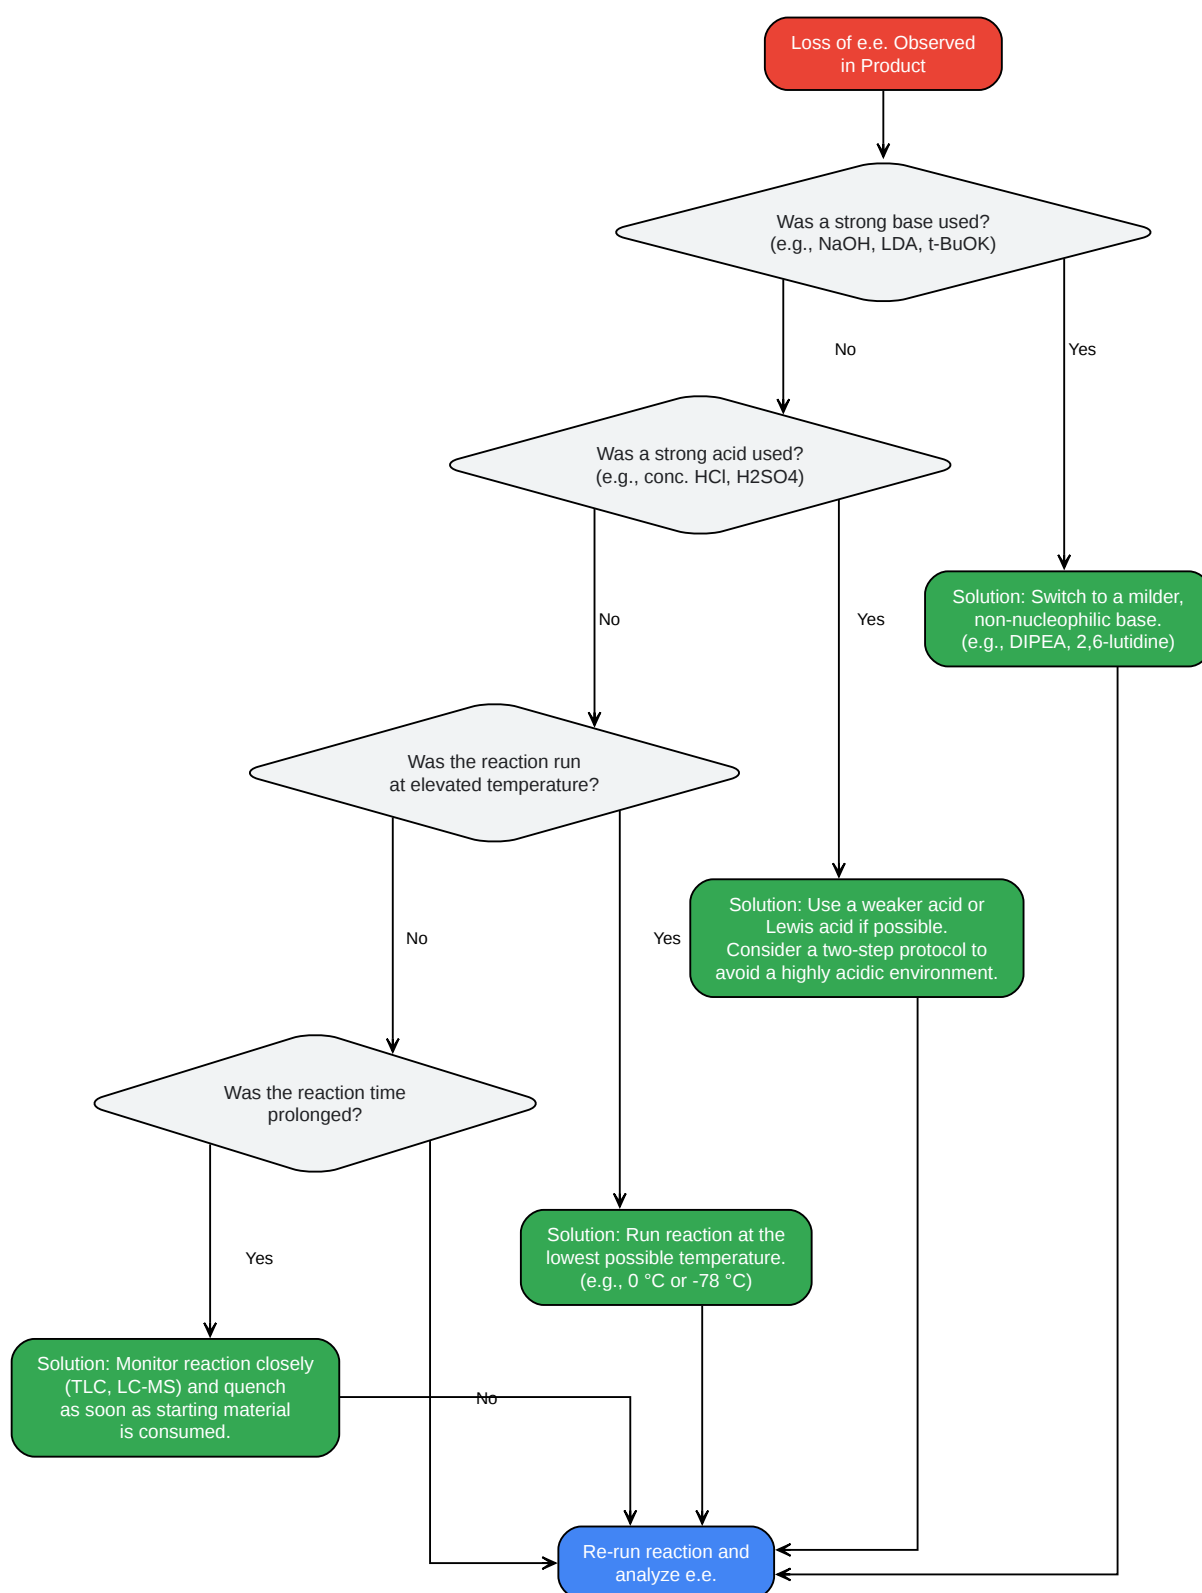 Loss of e.e. Observed
in Product
Was a strong base used?
(e.g., NaOH, LDA, t-BuOK)
No
Yes
Was a strong acid used?
(e.g., conc. HCl, H2SO4)
Solution: Switch to a milder,
non-nucleophilic base.
(e.g., DIPEA, 2,6-lutidine)
No
Yes
Was the reaction run
at elevated temperature?
Solution: Use a weaker acid or
Lewis acid if possible.
Consider a two-step protocol to
avoid a highly acidic environment.
No
Yes
Was the reaction time
prolonged?
Solution: Run reaction at the
lowest possible temperature.
(e.g., 0 °C or -78 °C)
Yes
Solution: Monitor reaction closely
(TLC, LC-MS) and quench
as soon as starting material
is consumed.
No
Re-run reaction and
analyze e.e.